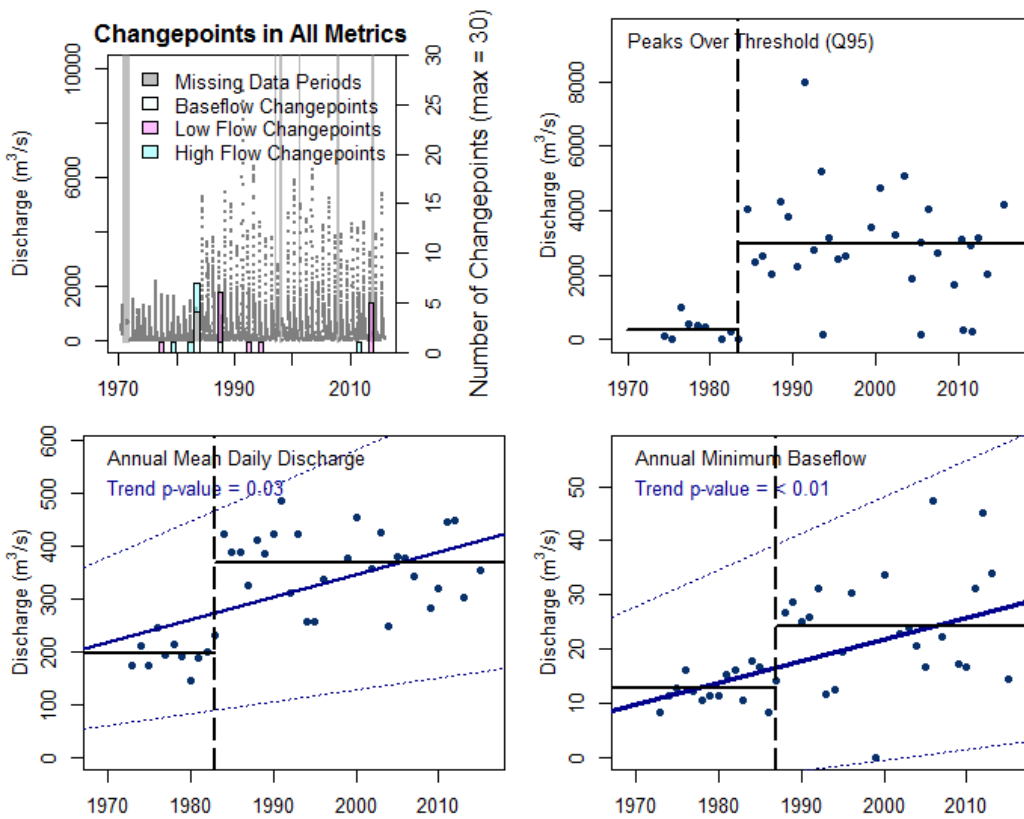 Changepoints in All Metrics
Discharge (m³/s)
0 2000 6000 10000
Missing Data Periods
Baseflow Changepoints
Low Flow Changepoints
High Flow Changepoints
0 5 10 15 20 25 30
Number of Changepoints (max = 30)
1970 1990 2010
Peaks Over Threshold (Q95)
Discharge (m³/s)
0 2000 4000 6000 8000
1970 1980 1990 2000 2010
Annual Mean Daily Discharge
Trend p-value = 0.03
Discharge (m³/s)
0 100 200 300 400 500 600
1970 1980 1990 2000 2010
Annual Minimum Baseflow
Trend p-value = < 0.01
Discharge (m³/s)
0 10 20 30 40 50
1970 1980 1990 2000 2010